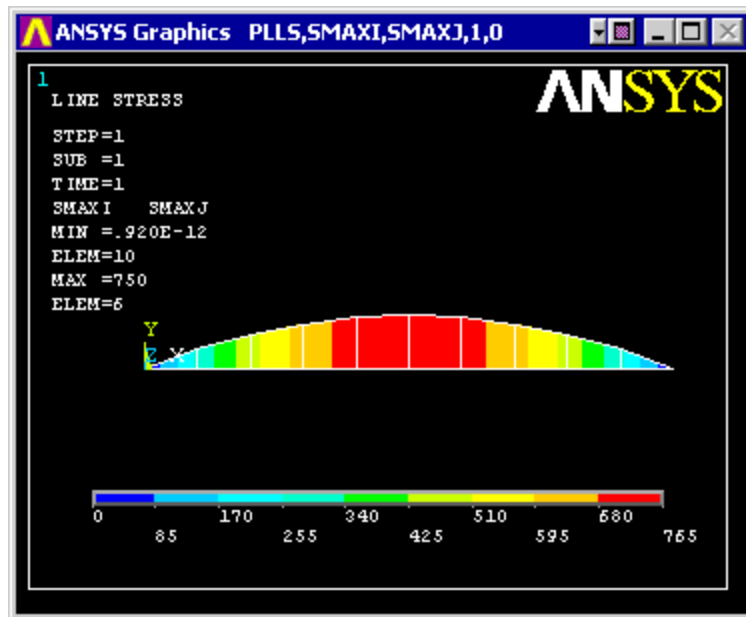 ANSYS Graphics PLLS,SMAXI,SMAXJ,1,0
1
ANSYS
LINE STRESS
STEP=1
SUB =1
TIME=1
SMAXI SMAXJ
MIN =.920E-12
ELEM=10
MAX =750
ELEM=6
Y
Z X
0 170 340 510 680
85 255 425 595 765